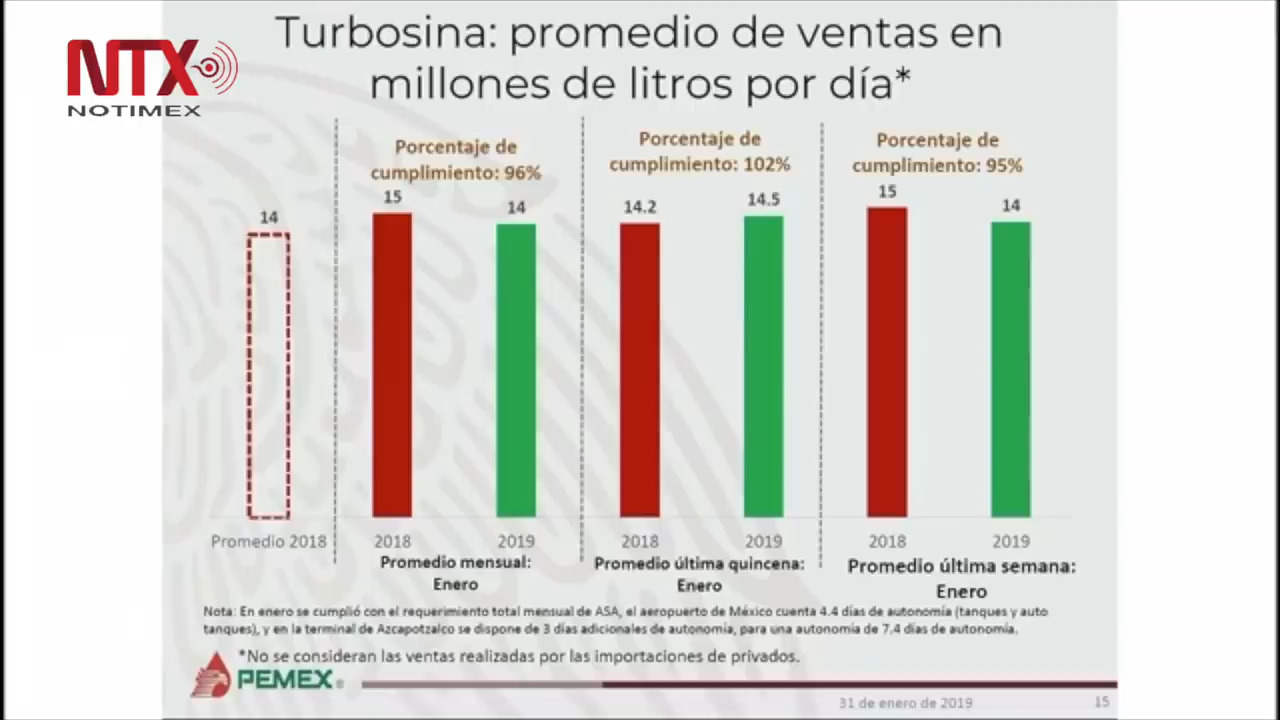 NTX
NOTIMEX
Turbosina: promedio de ventas en
millones de litros por día*
Porcentaje de
cumplimiento: 96%
Porcentaje de
cumplimiento: 102%
Porcentaje de
cumplimiento: 95%
14
15
14
14.2
14.5
15
14
Promedio 2018
2018
2019
2018
2019
2018
2019
Promedio mensual:
Enero
Promedio última quincena:
Enero
Promedio última semana:
Enero
Nota: En enero se cumplió con el requerimiento total mensual de ASA, el aeropuerto de México cuenta 4.4 días de autonomía (tanques y auto
tanques), y en la terminal de Azcapotzalco se dispone de 3 días adicionales de autonomía, para una autonomía de 7.4 días de autonomía.
*No se consideran las ventas realizadas por las importaciones de privados.
PEMEX®
31 de enero de 2019
15